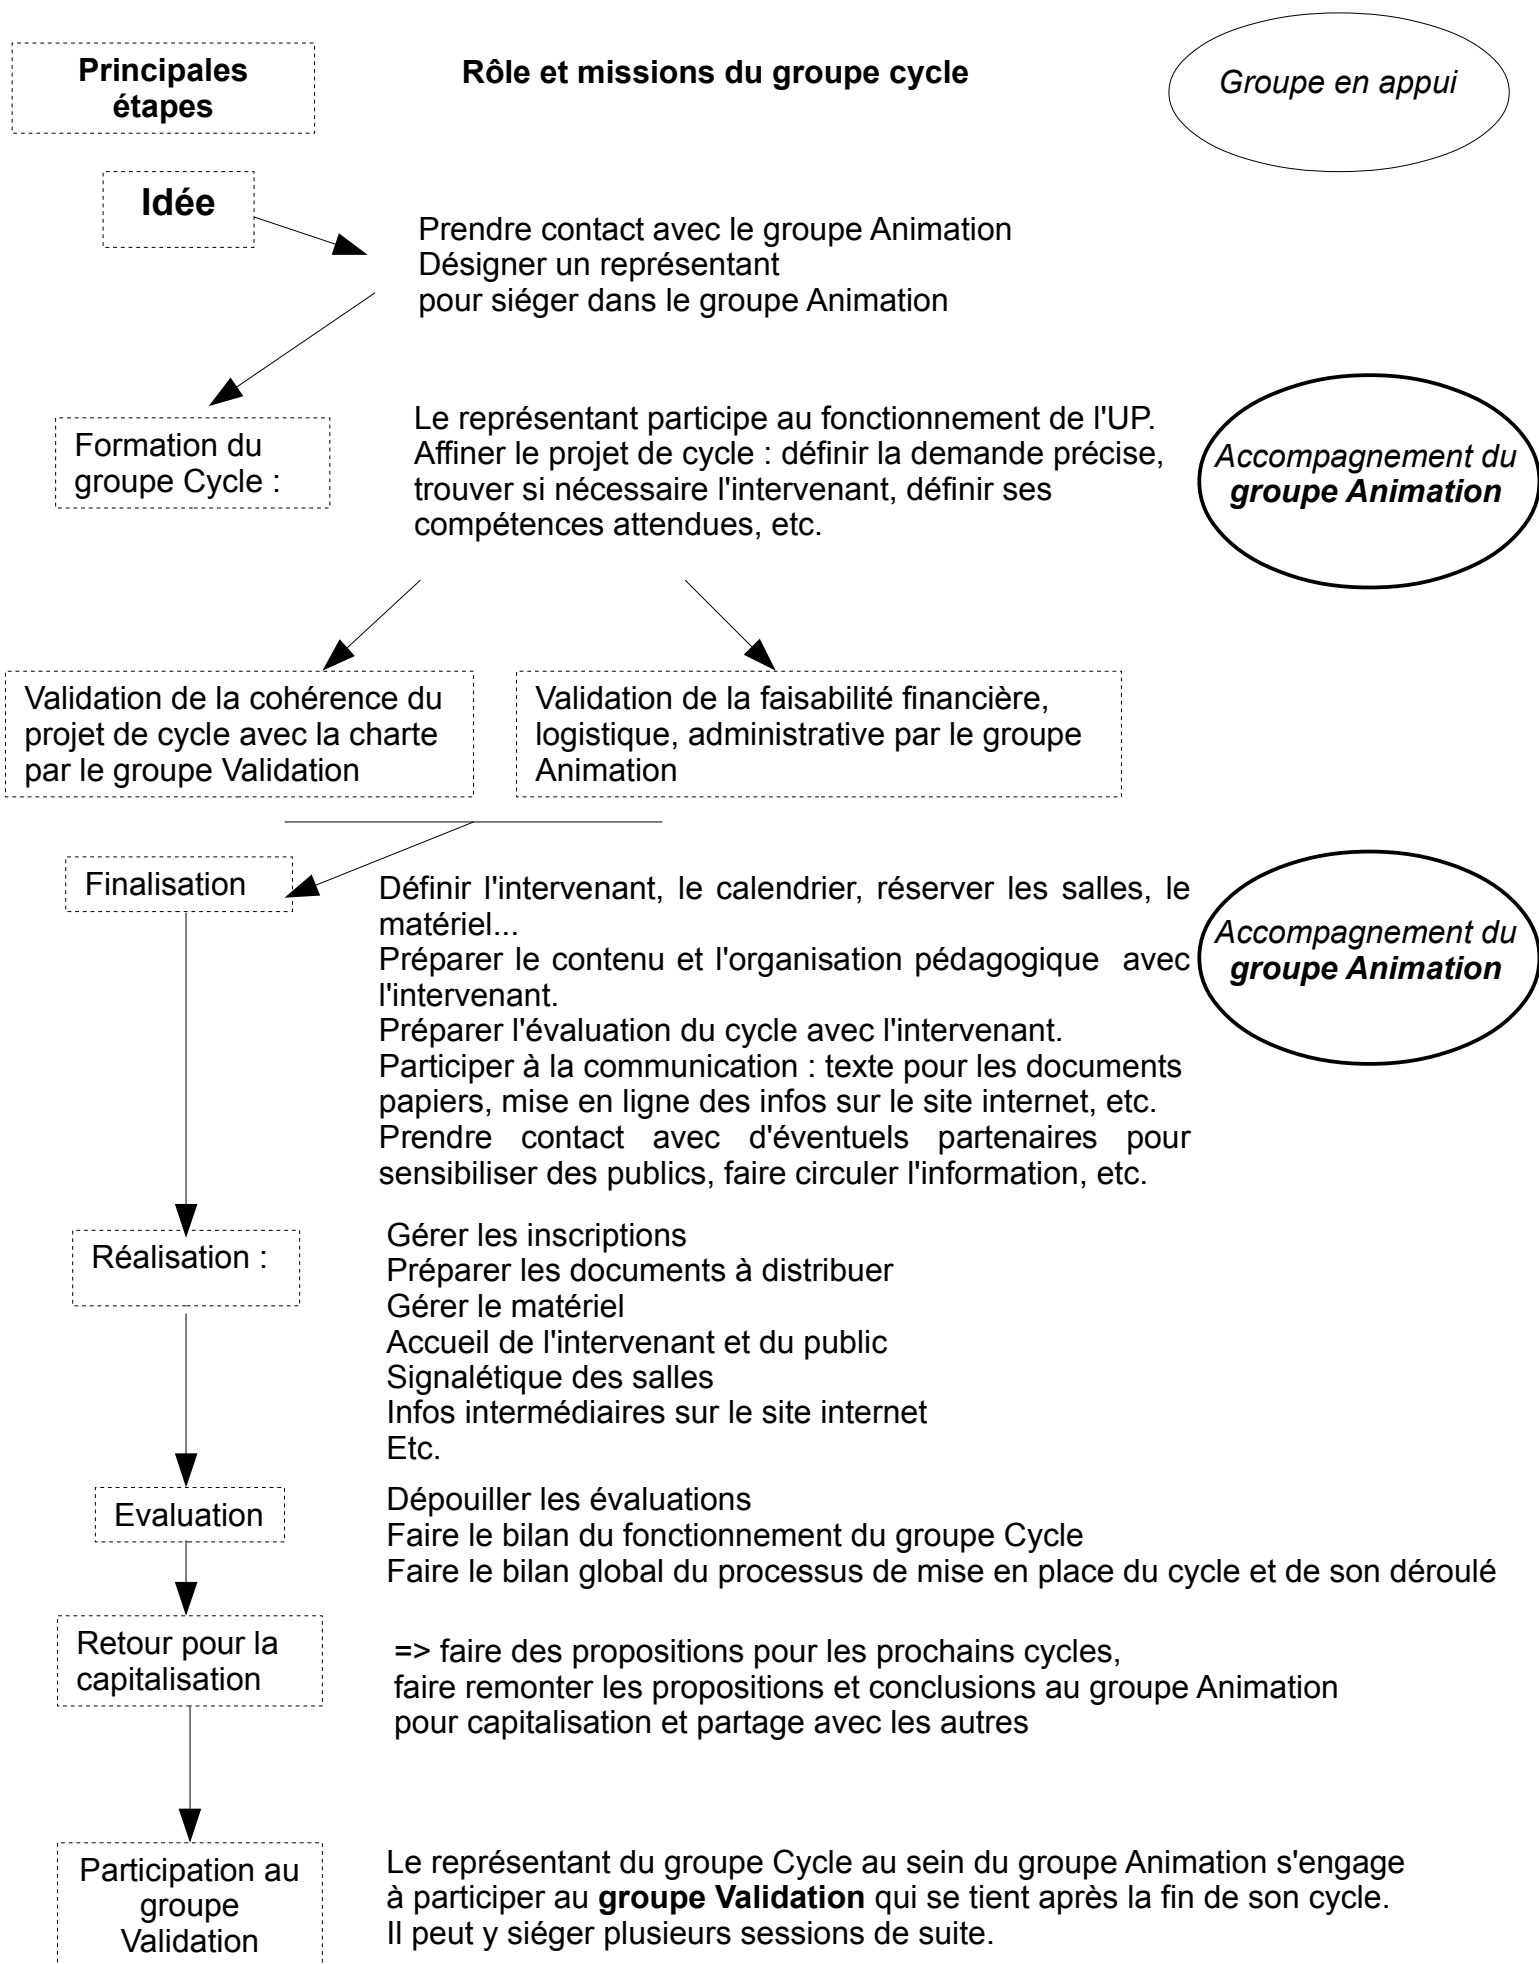 Principales
étapes
Rôle et missions du groupe cycle
Groupe en appui
Idée
Prendre contact avec le groupe Animation
Désigner un représentant
pour siéger dans le groupe Animation
Formation du
groupe Cycle :
Le représentant participe au fonctionnement de l'UP.
Affiner le projet de cycle : définir la demande précise,
trouver si nécessaire l'intervenant, définir ses
compétences attendues, etc.
Accompagnement du
groupe Animation
Validation de la cohérence du
projet de cycle avec la charte
par le groupe Validation
Validation de la faisabilité financière,
logistique, administrative par le groupe
Animation
Finalisation
Définir l'intervenant, le calendrier, réserver les salles, le
matériel...
Préparer le contenu et l'organisation pédagogique avec
l'intervenant.
Préparer l'évaluation du cycle avec l'intervenant.
Participer à la communication : texte pour les documents
papiers, mise en ligne des infos sur le site internet, etc.
Prendre contact avec d'éventuels partenaires pour
sensibiliser des publics, faire circuler l'information, etc.
Accompagnement du
groupe Animation
Réalisation :
Gérer les inscriptions
Préparer les documents à distribuer
Gérer le matériel
Accueil de l'intervenant et du public
Signalétique des salles
Infos intermédiaires sur le site internet
Etc.
Evaluation
Dépouiller les évaluations
Faire le bilan du fonctionnement du groupe Cycle
Faire le bilan global du processus de mise en place du cycle et de son déroulé
Retour pour la
capitalisation
=> faire des propositions pour les prochains cycles,
faire remonter les propositions et conclusions au groupe Animation
pour capitalisation et partage avec les autres
Participation au
groupe
Validation
Le représentant du groupe Cycle au sein du groupe Animation s'engage
à participer au groupe Validation qui se tient après la fin de son cycle.
Il peut y siéger plusieurs sessions de suite.